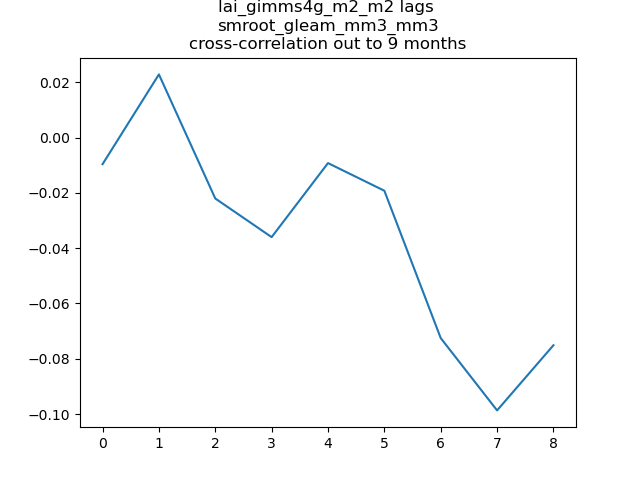 lai_gimms4g_m2_m2 lags
smroot_gleam_mm3_mm3
cross-correlation out to 9 months
0.02
0.00
−0.02
−0.04
−0.06
−0.08
−0.10
0 1 2 3 4 5 6 7 8